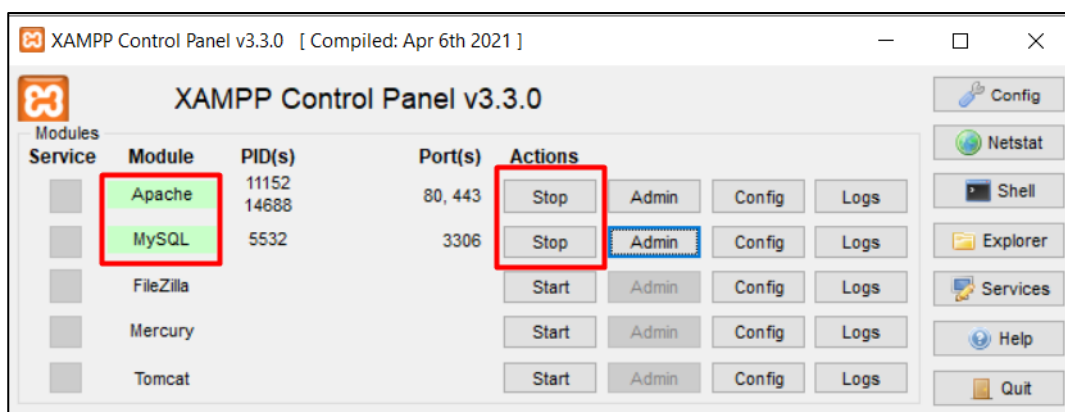 XAMPP Control Panel v3.3.0 [ Compiled: Apr 6th 2021 ]
XAMPP Control Panel v3.3.0
Modules
Service Module PID(s) Port(s) Actions
Apache 11152 14688 80, 443 Stop Admin Config Logs
MySQL 5532 3306 Stop Admin Config Logs
FileZilla Start Admin Config Logs
Mercury Start Admin Config Logs
Tomcat Start Admin Config Logs
Config
Netstat
Shell
Explorer
Services
Help
Quit